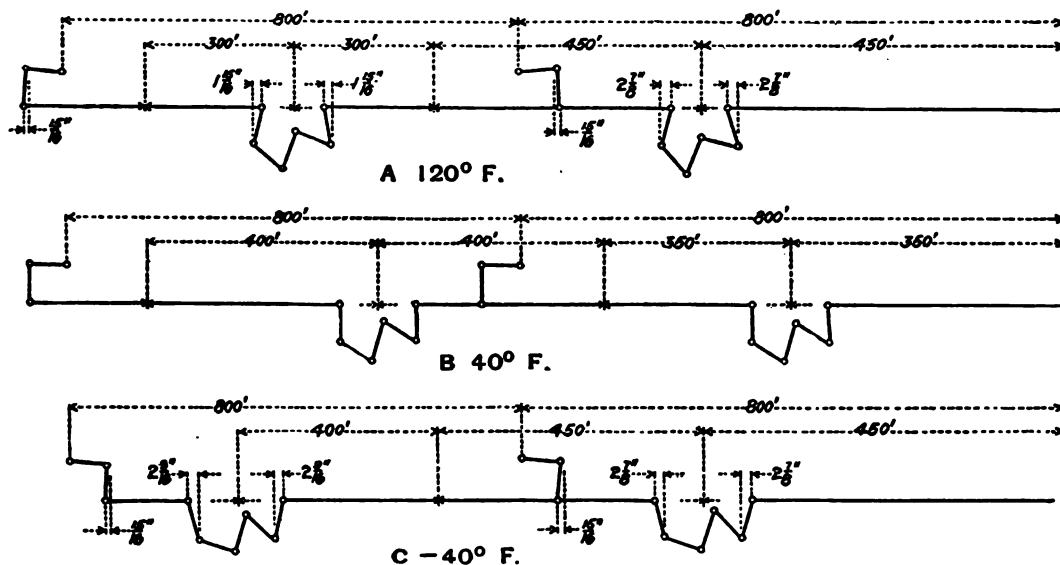 800' 800'
300' 300' 450' 450'
1 15/16" 1 15/16" 2 7/8" 2 7/8"
15/16" 15/16"
A 120° F.
800' 800'
400' 400' 360' 360'
B 40° F.
800' 800'
400' 450' 450'
2 9/16" 2 9/16" 2 7/8" 2 7/8"
15/16" 15/16"
C −40° F.